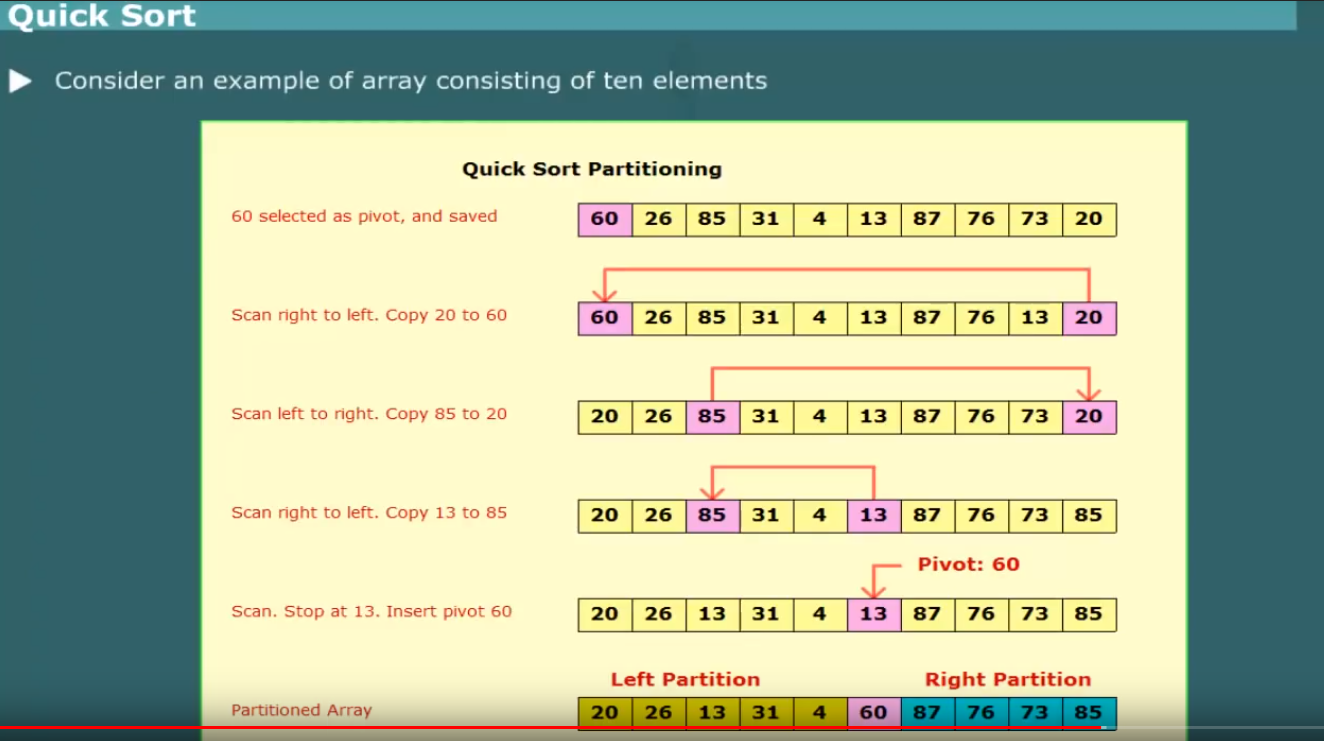 Quick Sort
Consider an example of array consisting of ten elements
Quick Sort Partitioning
60 selected as pivot, and saved 60 26 85 31 4 13 87 76 73 20
Scan right to left. Copy 20 to 60 60 26 85 31 4 13 87 76 13 20
Scan left to right. Copy 85 to 20 20 26 85 31 4 13 87 76 73 20
Scan right to left. Copy 13 to 85 20 26 85 31 4 13 87 76 73 85
Pivot: 60
Scan. Stop at 13. Insert pivot 60 20 26 13 31 4 13 87 76 73 85
Left Partition Right Partition
Partitioned Array 20 26 13 31 4 60 87 76 73 85